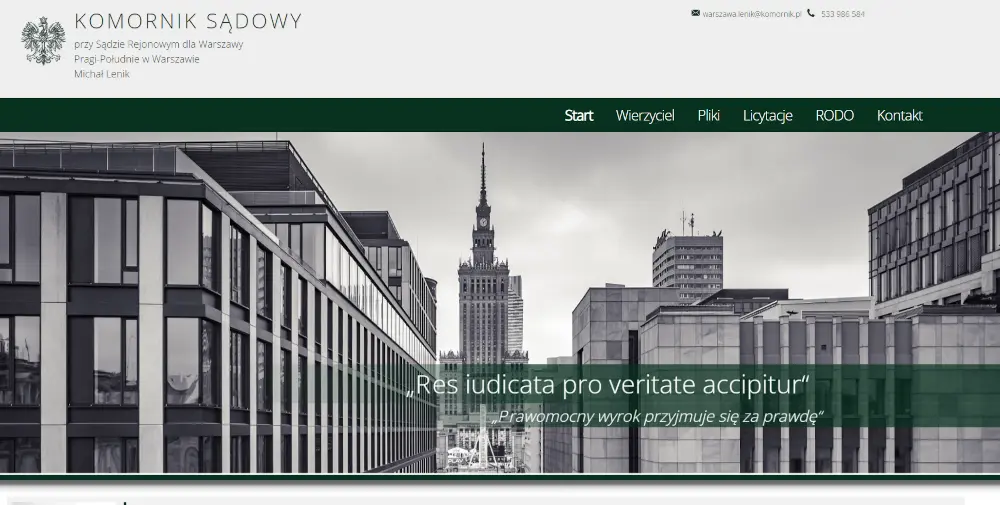 KOMORNIK SĄDOWY
przy Sądzie Rejonowym dla Warszawy
Pragi-Południe w Warszawie
Michał Lenik
warszawa.lenik@komornik.pl 533 986 584
Start Wierzyciel Pliki Licytacje RODO Kontakt
„Res iudicata pro veritate accipitur“
„Prawomocny wyrok przyjmuje się za prawdę“